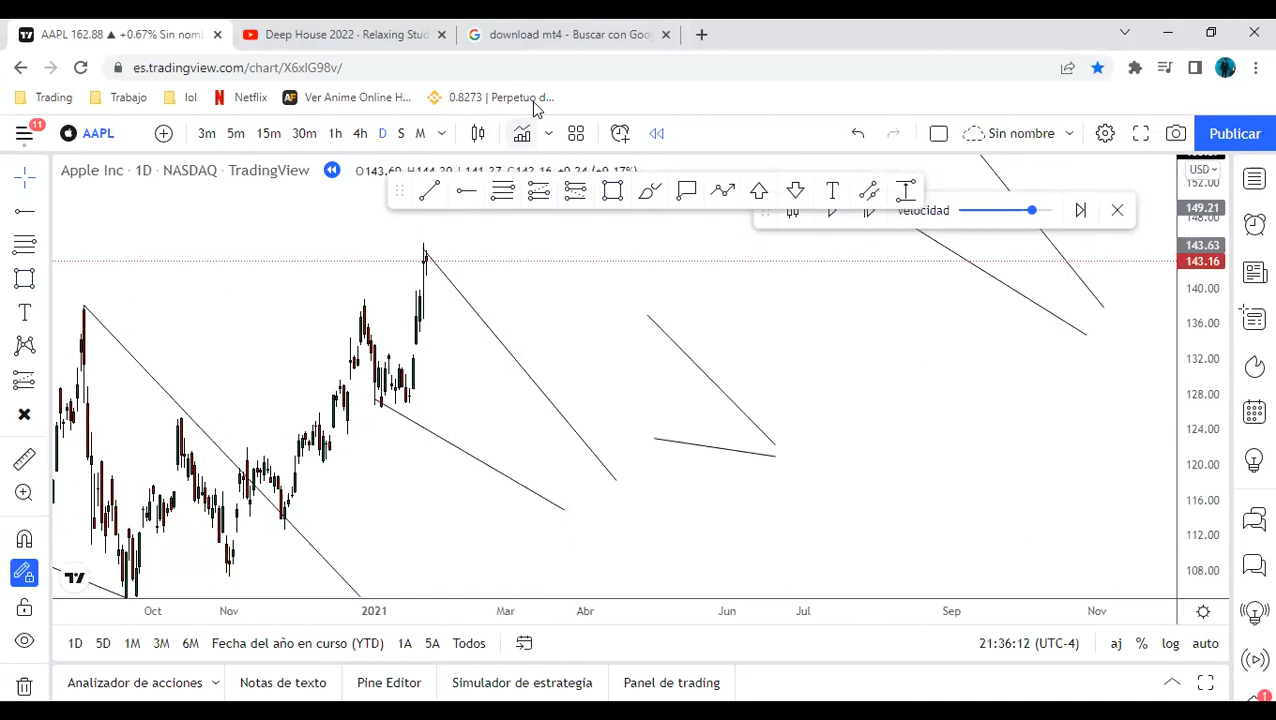 AAPL 162.88 ▲ +0.67% Sin nomb
Deep House 2022 · Relaxing Stud
download mt4 - Buscar con Goo
es.tradingview.com/chart/X6xlG98v/
Trading
Trabajo
lol
Netflix
Ver Anime Online H...
0.8273 | Perpetuo d...
11
AAPL
3m
5m
15m
30m
1h
4h
D
S
M
Sin nombre
Publicar
Apple Inc · 1D · NASDAQ · TradingView
USD
152.00
velocidad
149.21
148.00
143.63
143.16
140.00
136.00
132.00
128.00
124.00
120.00
116.00
112.00
108.00
Oct
Nov
2021
Mar
Abr
Jun
Jul
Sep
Nov
1D
5D
1M
3M
6M
Fecha del año en curso (YTD)
1A
5A
Todos
21:36:12 (UTC-4)
aj
%
log
auto
Analizador de acciones
Notas de texto
Pine Editor
Simulador de estrategia
Panel de trading
1